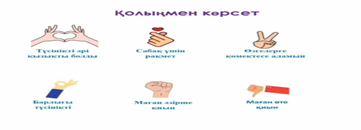 Қолыңмен көрсет
Түсінікті әрі
қызықты болды
Сабақ үшін
рақмет
Өзгелерге
көмектесе аламын
Барлығы
түсінікті
Маған әзірше
қиын
Маған өте
қиын